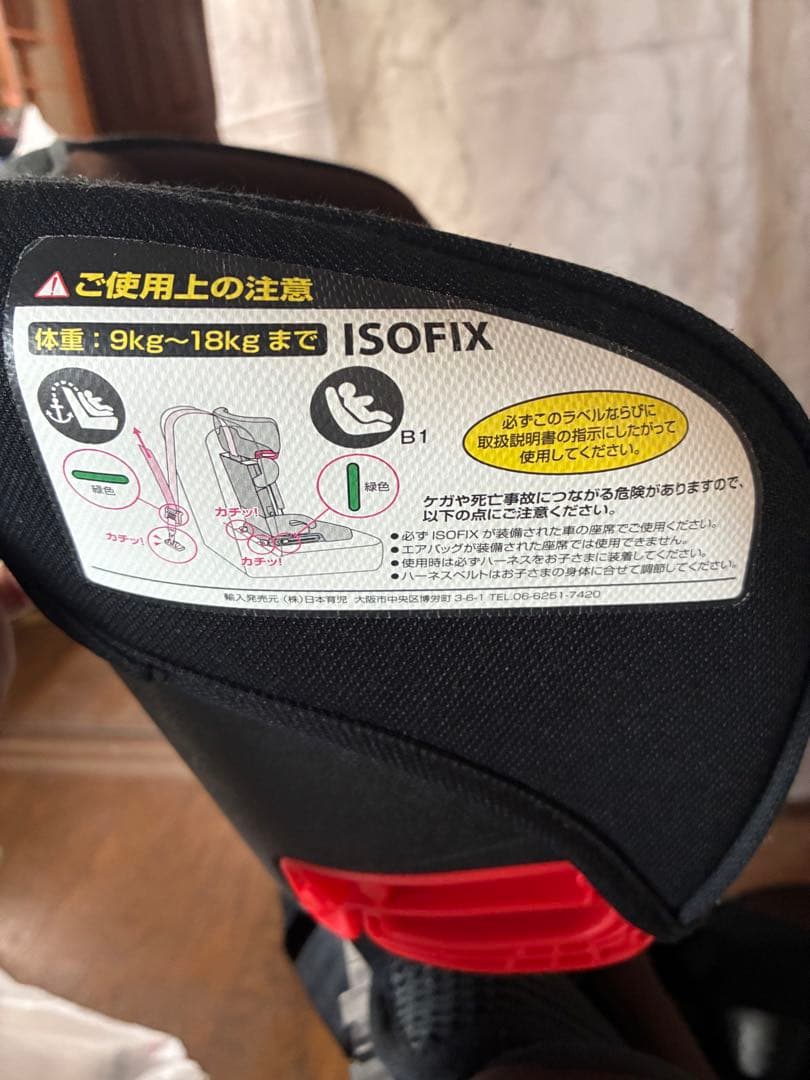 ご使用上の注意
体重：9kg〜18kg まで ISOFIX
B1
緑色
カチッ!
カチッ!
カチッ!
緑色
必ずこのラベルならびに
取扱説明書の指示にしたがって
使用してください。
ケガや死亡事故につながる危険がありますので、
以下の点にご注意ください。
●必ず ISOFIX が装備された車の座席でご使用ください。
●エアバッグが装備された座席では使用できません。
●使用時は必ずハーネスをお子さまに装着してください。
●ハーネスベルトはお子さまの身体に合せて調節してください。
輸入発売元（株）日本育児 大阪市中央区博労町 3-6-1 TEL.06-6251-7420